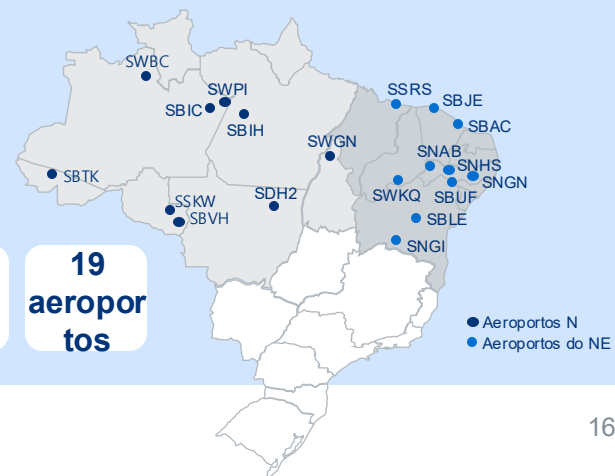 SWBC
SWPI
SBIC
SBIH
SWGN
SBTK
SSKW
SBVH
SDH2
SSRS
SBJE
SBAC
SNAB
SNHS
SNGN
SWKQ
SBUF
SBLE
SNGI
19
aeropor
tos
Aeroportos N
Aeroportos do NE
16